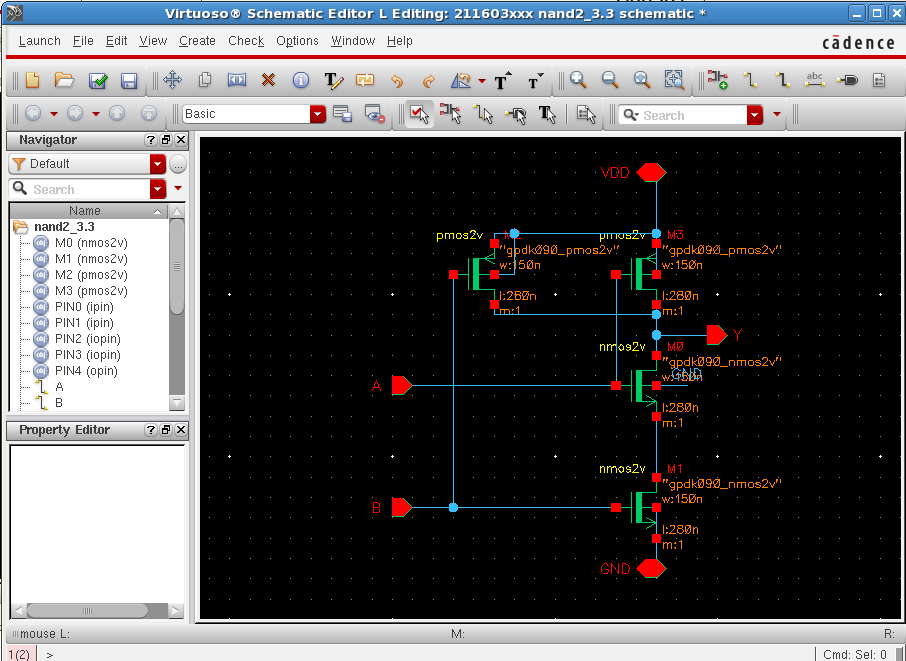 Virtuoso® Schematic Editor L Editing: 211603xxx nand2_3.3 schematic *
Launch File Edit View Create Check Options Window Help
cādence
Basic
Search
Navigator
Default
Search
Name
nand2_3.3
M0 (nmos2v)
M1 (nmos2v)
M2 (pmos2v)
M3 (pmos2v)
PIN0 (ipin)
PIN1 (ipin)
PIN2 (iopin)
PIN3 (iopin)
PIN4 (opin)
A
B
Property Editor
VDD
pmos2v
"gpdk090_pmos2v"
w:150n
l:280n
m:1
pmos2v M3
"gpdk090_pmos2v"
w:150n
l:280n
m:1
Y
nmos2v M0
"gpdk090_nmos2v"
GND
w:150n
l:280n
m:1
A
nmos2v M1
"gpdk090_nmos2v"
w:150n
l:280n
m:1
B
GND
mouse L: M: R:
1(2) > Cmd: Sel: 0